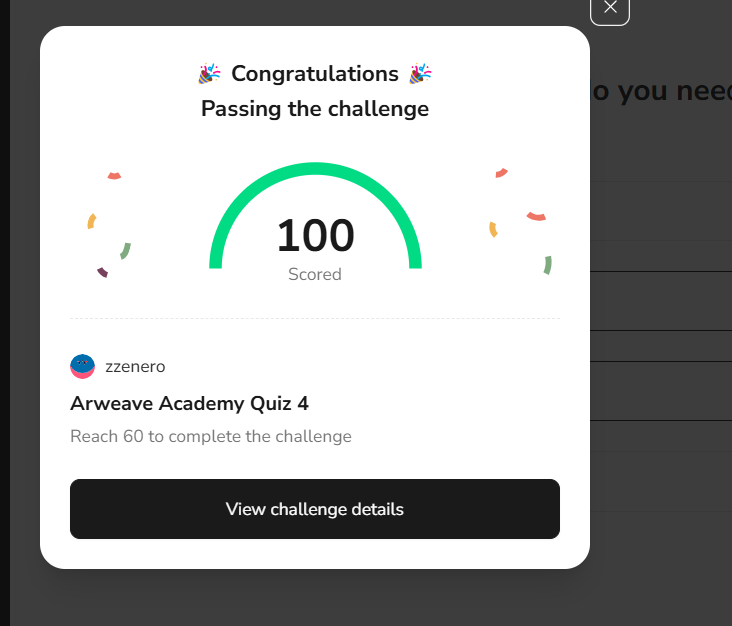 🎉 Congratulations 🎉
Passing the challenge
100
Scored
zzenero
Arweave Academy Quiz 4
Reach 60 to complete the challenge
View challenge details
do you need